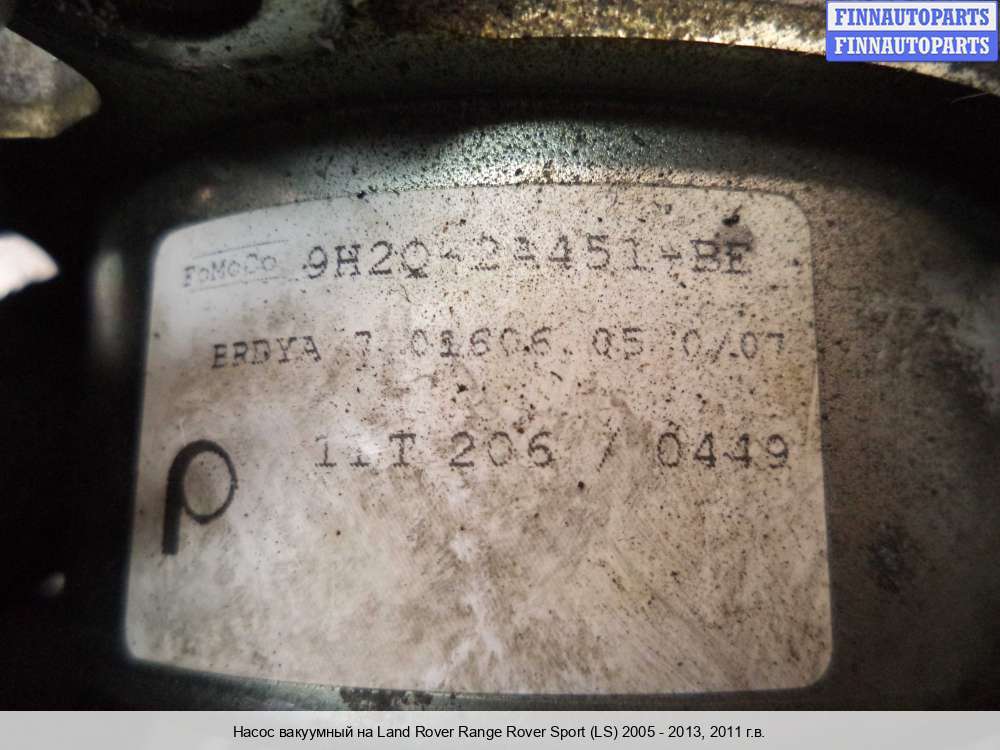 FINNAUTOPARTS
FINNAUTOPARTS
FoMoCo 9H2Q-2A451-BE
7.01606.05.0/07
11T 206 / 0449
ρ
Насос вакуумный на Land Rover Range Rover Sport (LS) 2005 - 2013, 2011 г.в.